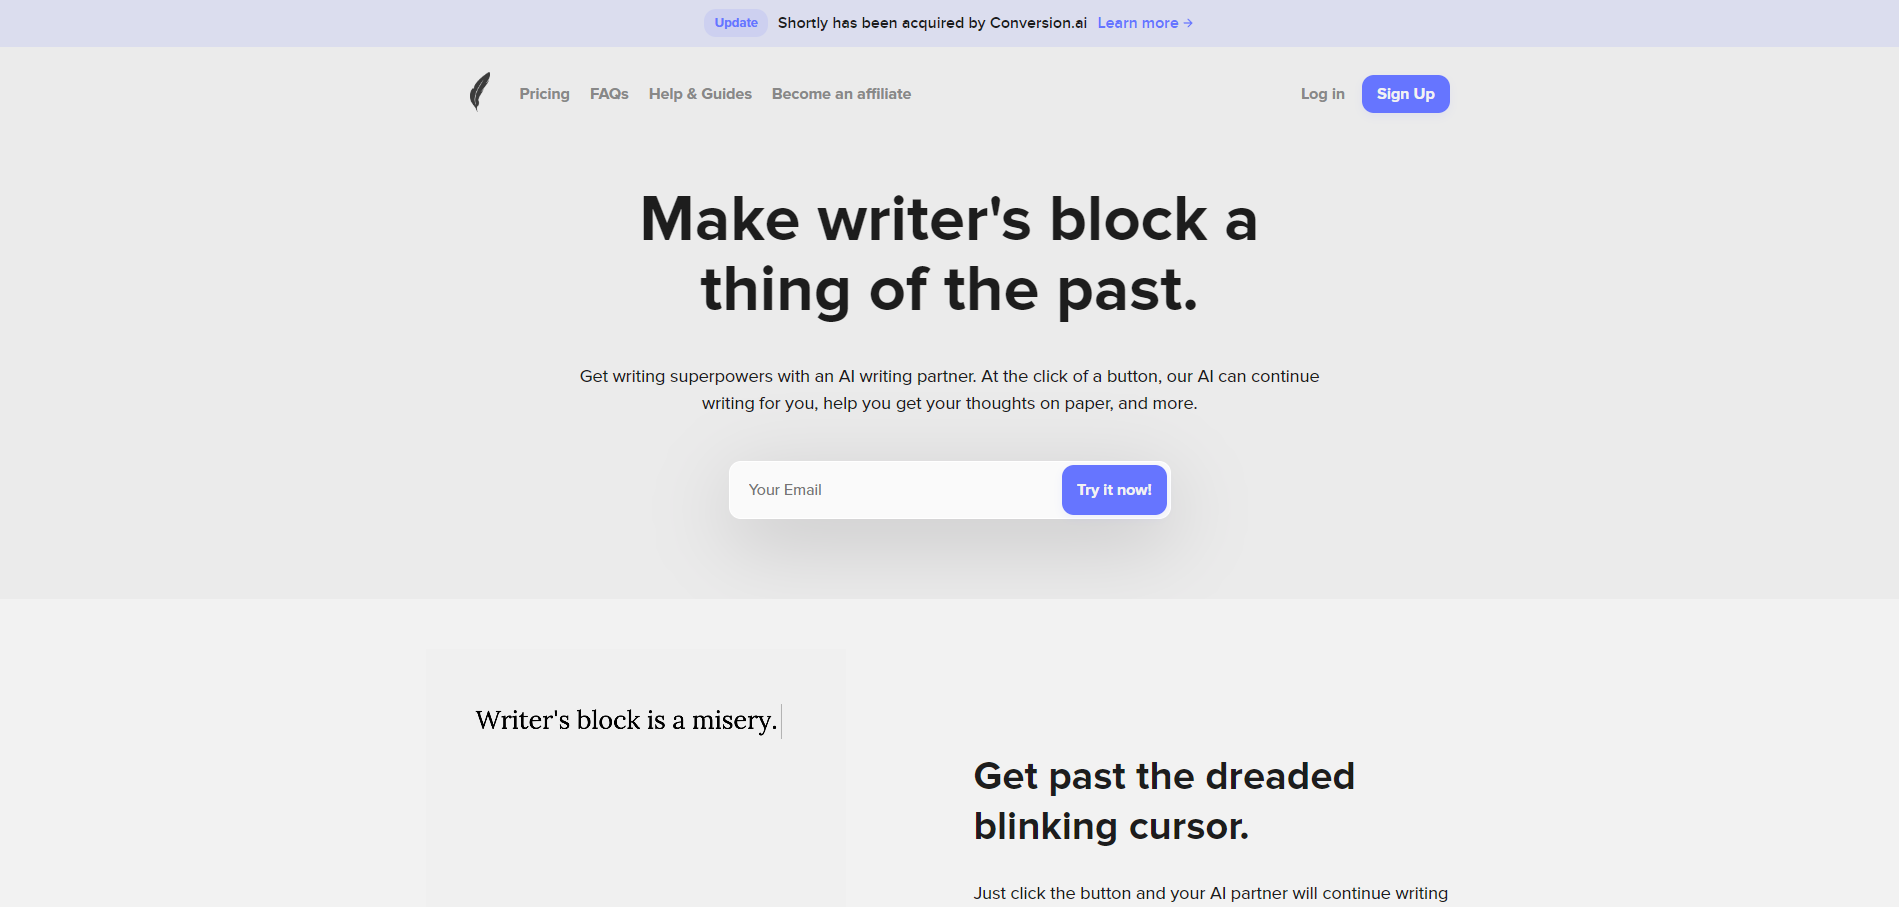 Update Shortly has been acquired by Conversion.ai Learn more →
Pricing FAQs Help & Guides Become an affiliate Log in Sign Up
Make writer's block a
thing of the past.
Get writing superpowers with an AI writing partner. At the click of a button, our AI can continue
writing for you, help you get your thoughts on paper, and more.
Your Email Try it now!
Writer's block is a misery.
Get past the dreaded
blinking cursor.
Just click the button and your AI partner will continue writing